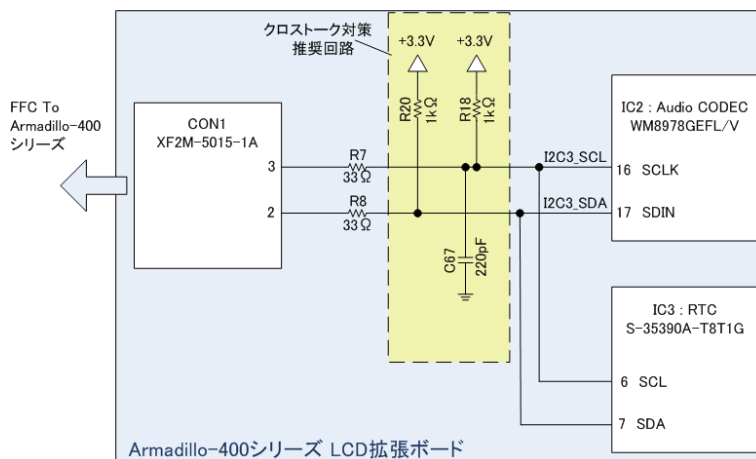 クロストーク対策
推奨回路
+3.3V
+3.3V
R20
1kΩ
R18
1kΩ
FFC To
Armadillo-400
シリーズ
CON1
XF2M-5015-1A
3
2
R7
33Ω
R8
33Ω
C67
220pF
I2C3_SCL
I2C3_SDA
IC2 : Audio CODEC
WM8978GEFL/V
16 SCLK
17 SDIN
IC3 : RTC
S-35390A-T8T1G
6 SCL
7 SDA
Armadillo-400シリーズ LCD拡張ボード